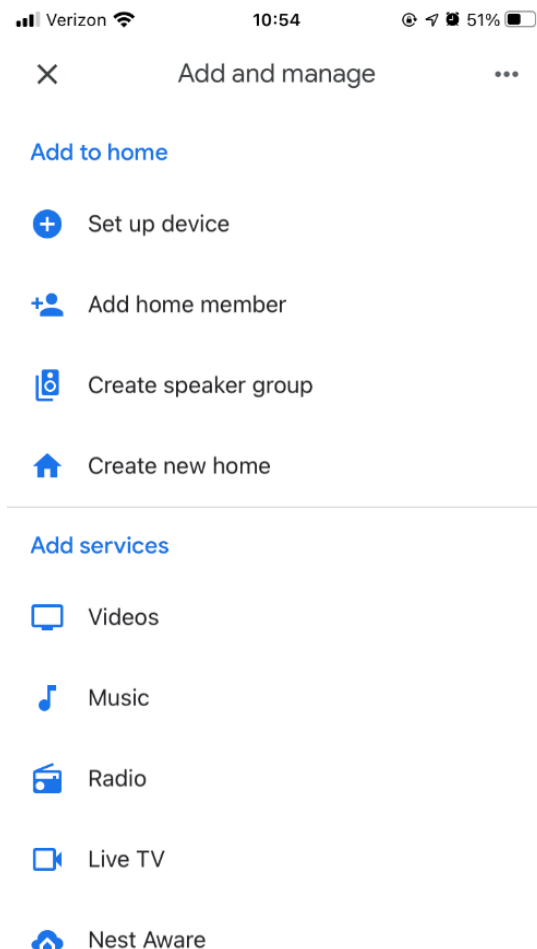 Verizon 10:54 51%
Add and manage
Add to home
Set up device
Add home member
Create speaker group
Create new home
Add services
Videos
Music
Radio
Live TV
Nest Aware